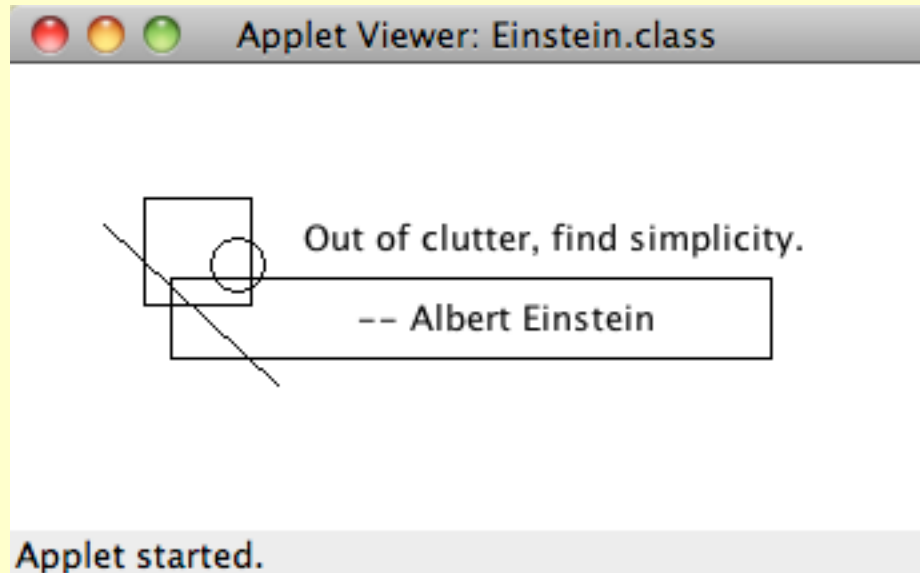 Applet Viewer: Einstein.class
Out of clutter, find simplicity.
-- Albert Einstein
Applet started.